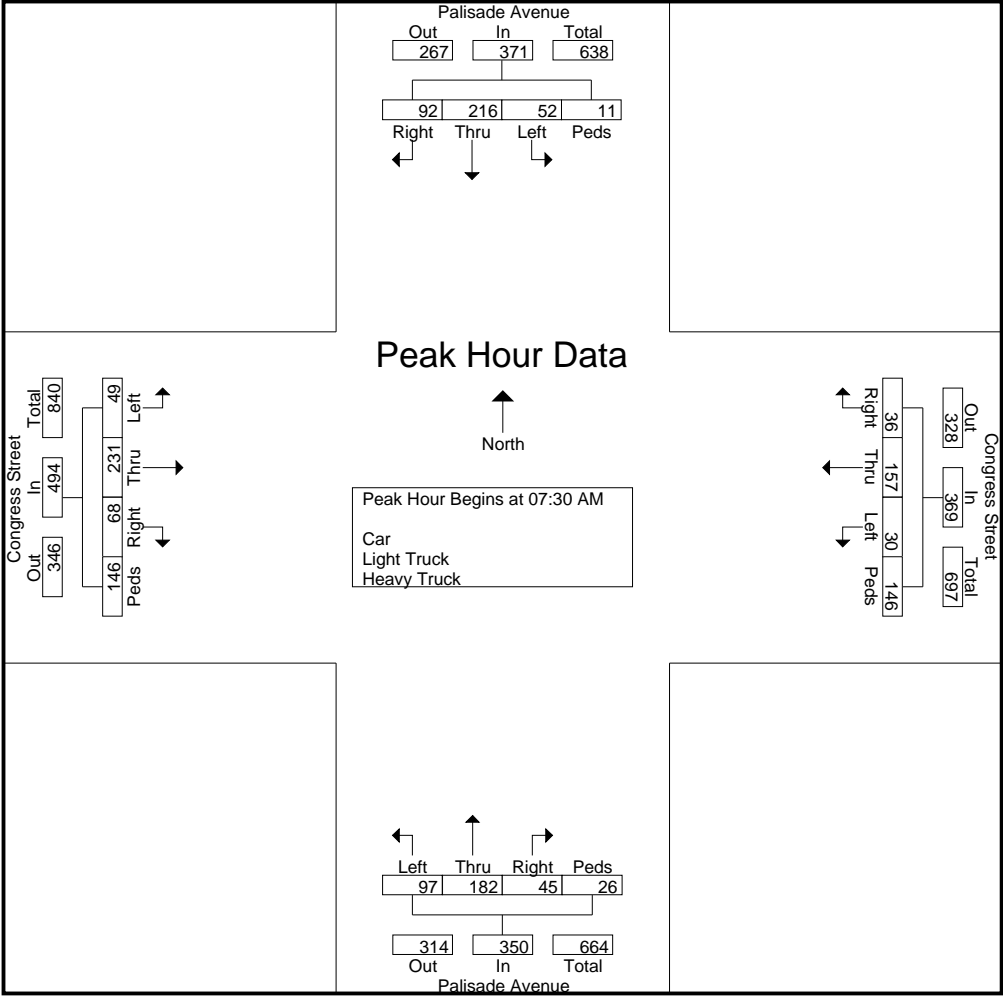 Palisade Avenue
Out In Total
267 371 638
92 216 52 11
Right Thru Left Peds
Peak Hour Data
North
Peak Hour Begins at 07:30 AM
Car
Light Truck
Heavy Truck
Congress Street
Total In Out
840 494 346
49 231 68 146
Left Thru Right Peds
Congress Street
Out In Total
328 369 697
36 157 30 146
Right Thru Left Peds
Left Thru Right Peds
97 182 45 26
314 350 664
Out In Total
Palisade Avenue